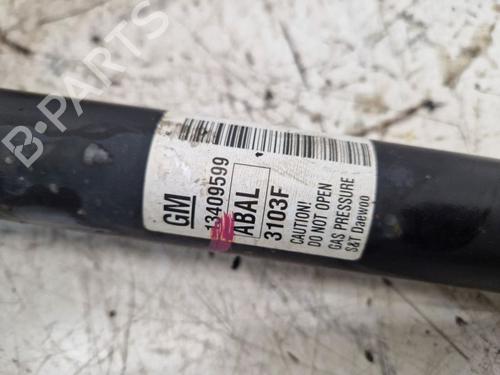 B-PARTS
GM
13409599
ABAL
3103F
CAUTION!
DO NOT OPEN
GAS PRESSURE
S&T Daewoo